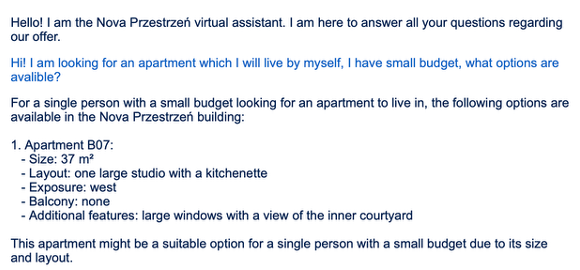 Hello! I am the Nova Przestrzeń virtual assistant. I am here to answer all your questions regarding
our offer.
Hi! I am looking for an apartment which I will live by myself, I have small budget, what options are
avalible?
For a single person with a small budget looking for an apartment to live in, the following options are
available in the Nova Przestrzeń building:
1. Apartment B07:
- Size: 37 m²
- Layout: one large studio with a kitchenette
- Exposure: west
- Balcony: none
- Additional features: large windows with a view of the inner courtyard
This apartment might be a suitable option for a single person with a small budget due to its size
and layout.